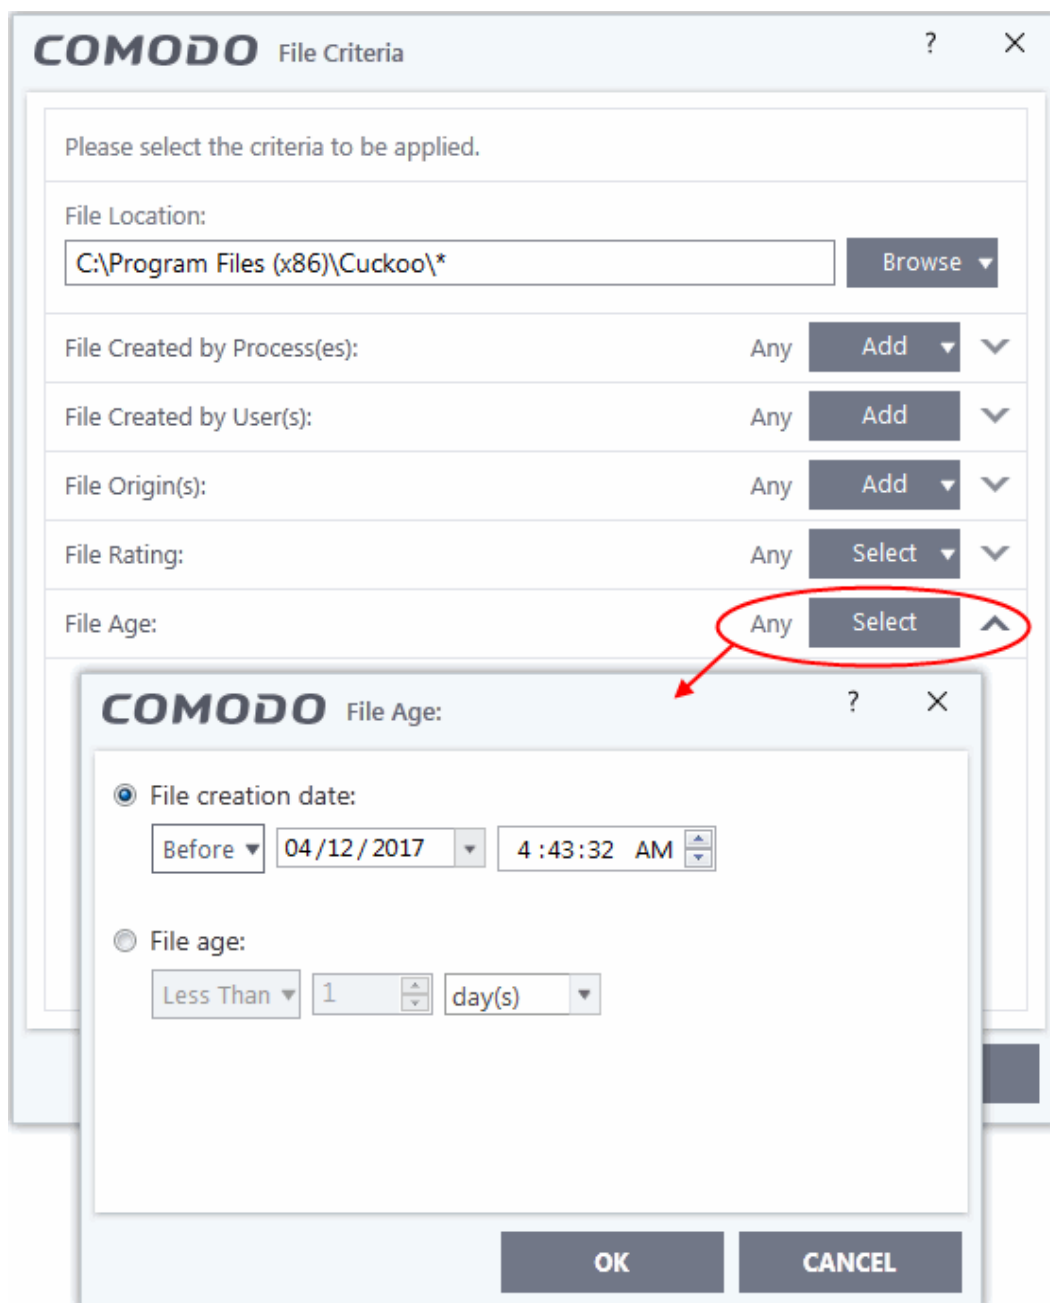 COMODO File Criteria ?
Please select the criteria to be applied.
File Location:
C:\Program Files (x86)\Cuckoo\* Browse
File Created by Process(es): Any Add
File Created by User(s): Any Add
File Origin(s): Any Add
File Rating: Any Select
File Age: Any Select
COMODO File Age: ?
File creation date:
Before 04/12/2017 4:43:32 AM
File age:
Less Than 1 day(s)
OK CANCEL